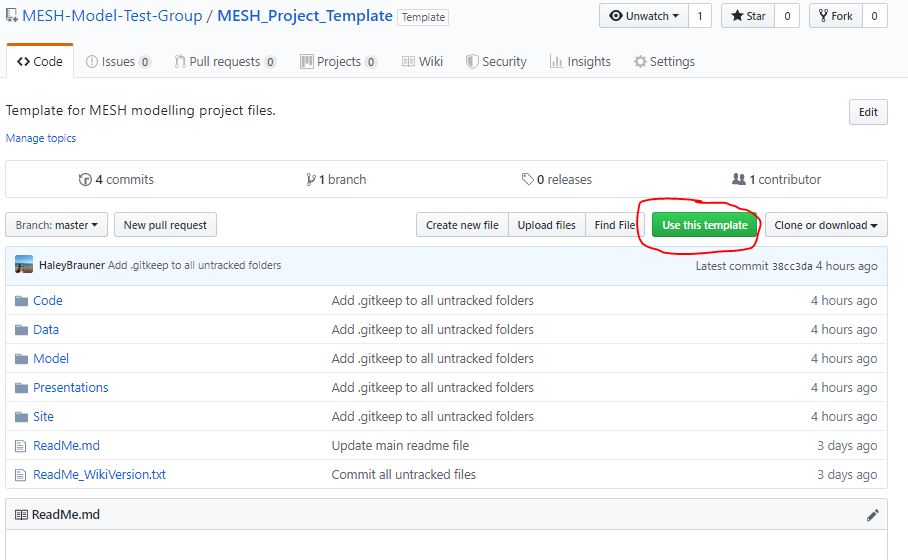 MESH-Model-Test-Group / MESH_Project_Template Template Unwatch 1 Star 0 Fork 0
Code Issues 0 Pull requests 0 Projects 0 Wiki Security Insights Settings
Template for MESH modelling project files. Edit
Manage topics
4 commits 1 branch 0 releases 1 contributor
Branch: master New pull request Create new file Upload files Find File Use this template Clone or download
HaleyBrauner Add .gitkeep to all untracked folders Latest commit 38cc3da 4 hours ago
Code Add .gitkeep to all untracked folders 4 hours ago
Data Add .gitkeep to all untracked folders 4 hours ago
Model Add .gitkeep to all untracked folders 4 hours ago
Presentations Add .gitkeep to all untracked folders 4 hours ago
Site Add .gitkeep to all untracked folders 4 hours ago
ReadMe.md Update main readme file 3 days ago
ReadMe_WikiVersion.txt Commit all untracked files 3 days ago
ReadMe.md